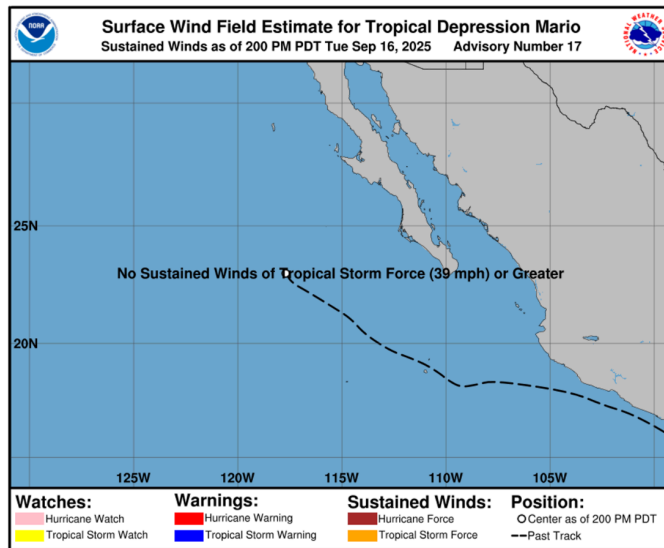 NOAA
Surface Wind Field Estimate for Tropical Depression Mario
Sustained Winds as of 200 PM PDT Tue Sep 16, 2025 Advisory Number 17
NATIONAL WEATHER SERVICE
25N
No Sustained Winds of Tropical Storm Force (39 mph) or Greater
20N
125W 120W 115W 110W 105W
Watches: Warnings: Sustained Winds: Position:
Hurricane Watch Hurricane Warning Hurricane Force Center as of 200 PM PDT
Tropical Storm Watch Tropical Storm Warning Tropical Storm Force Past Track